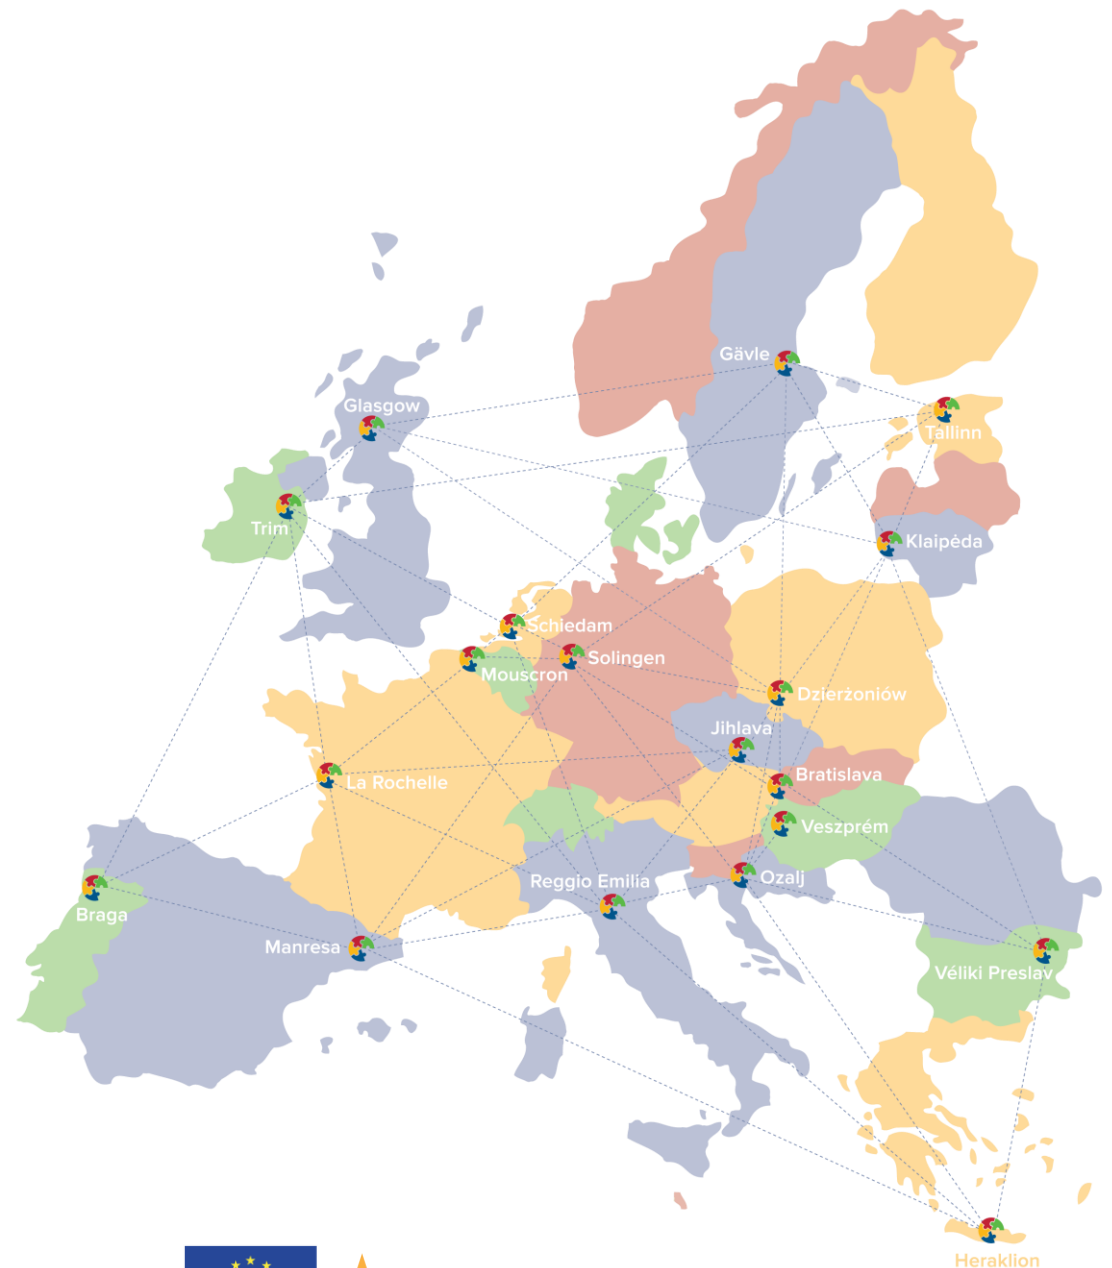 Gävle
Glasgow
Tallinn
Trim
Klaipėda
Schiedam
Solingen
Mouscron
Dzierżoniów
Jihlava
Bratislava
La Rochelle
Veszprém
Ozalj
Reggio Emilia
Braga
Manresa
Véliki Preslav
Heraklion